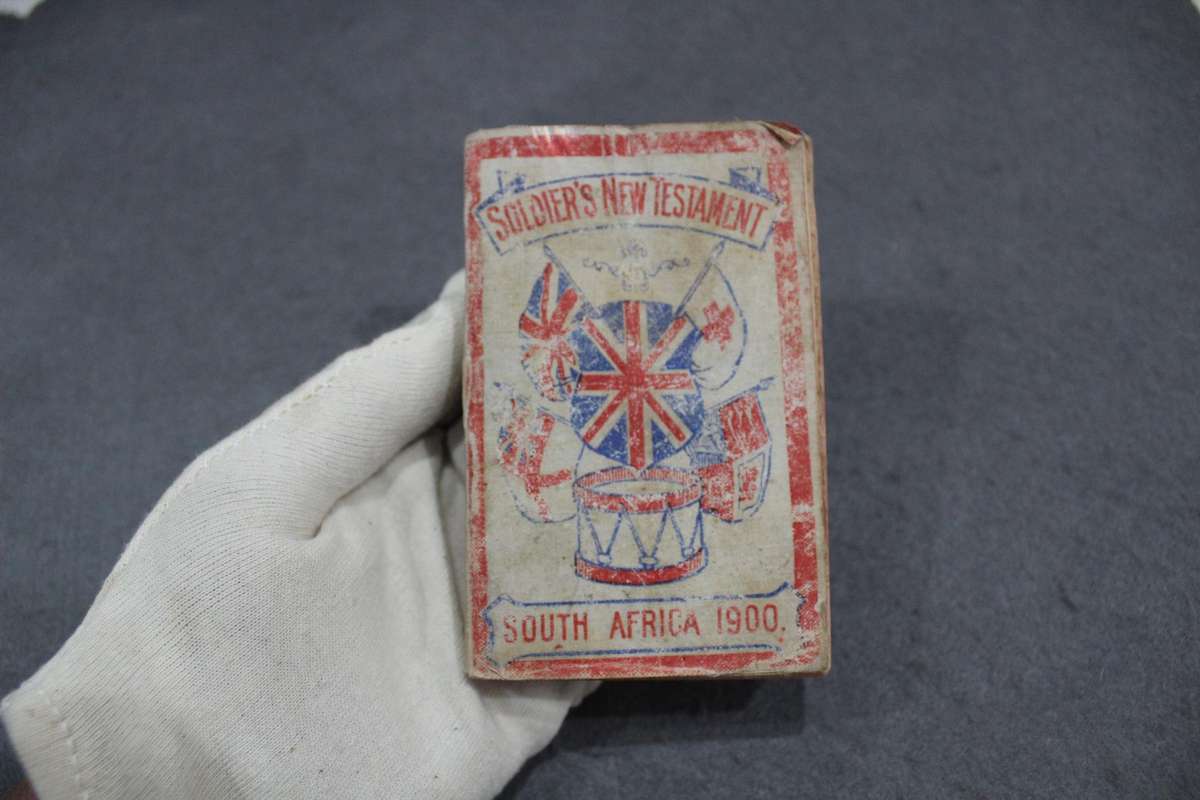 SOLDIER'S NEW TESTAMENT
SOUTH AFRICA 1900.